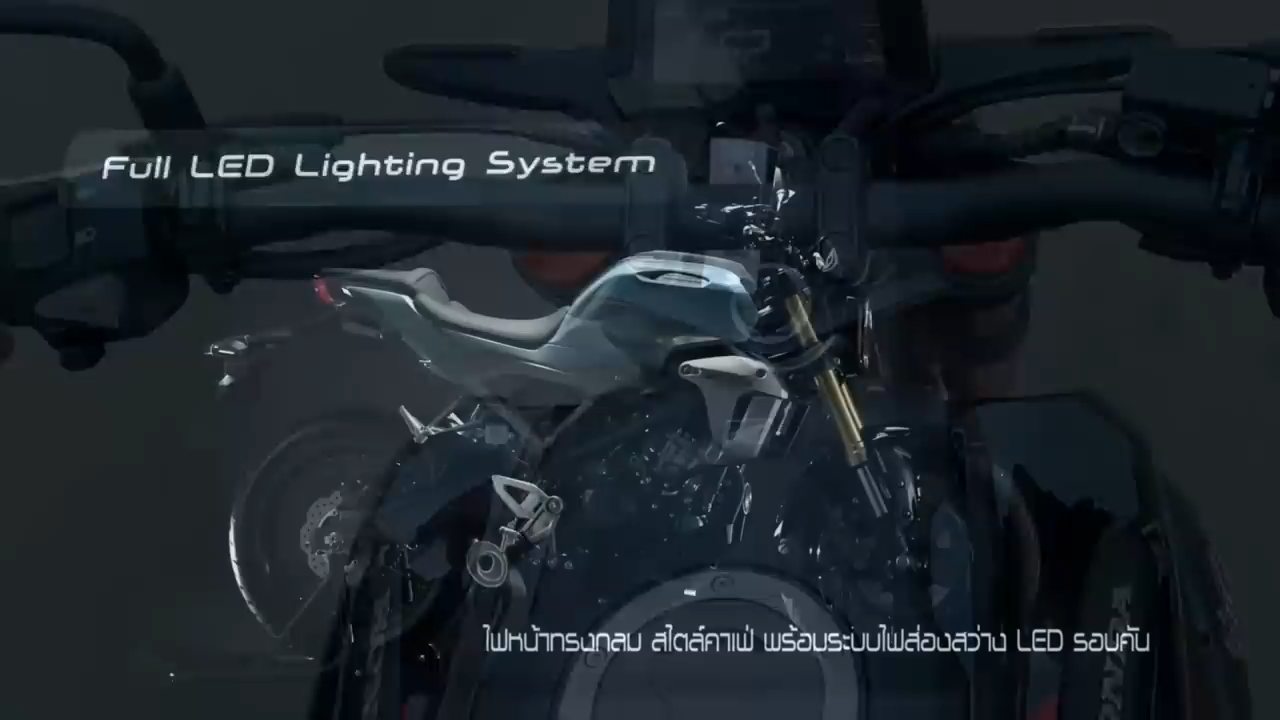 Full LED Lighting System
ไฟหน้าทรงกลม สไตล์คาเฟ่ พร้อมระบบไฟส่องสว่าง LED รอบคัน